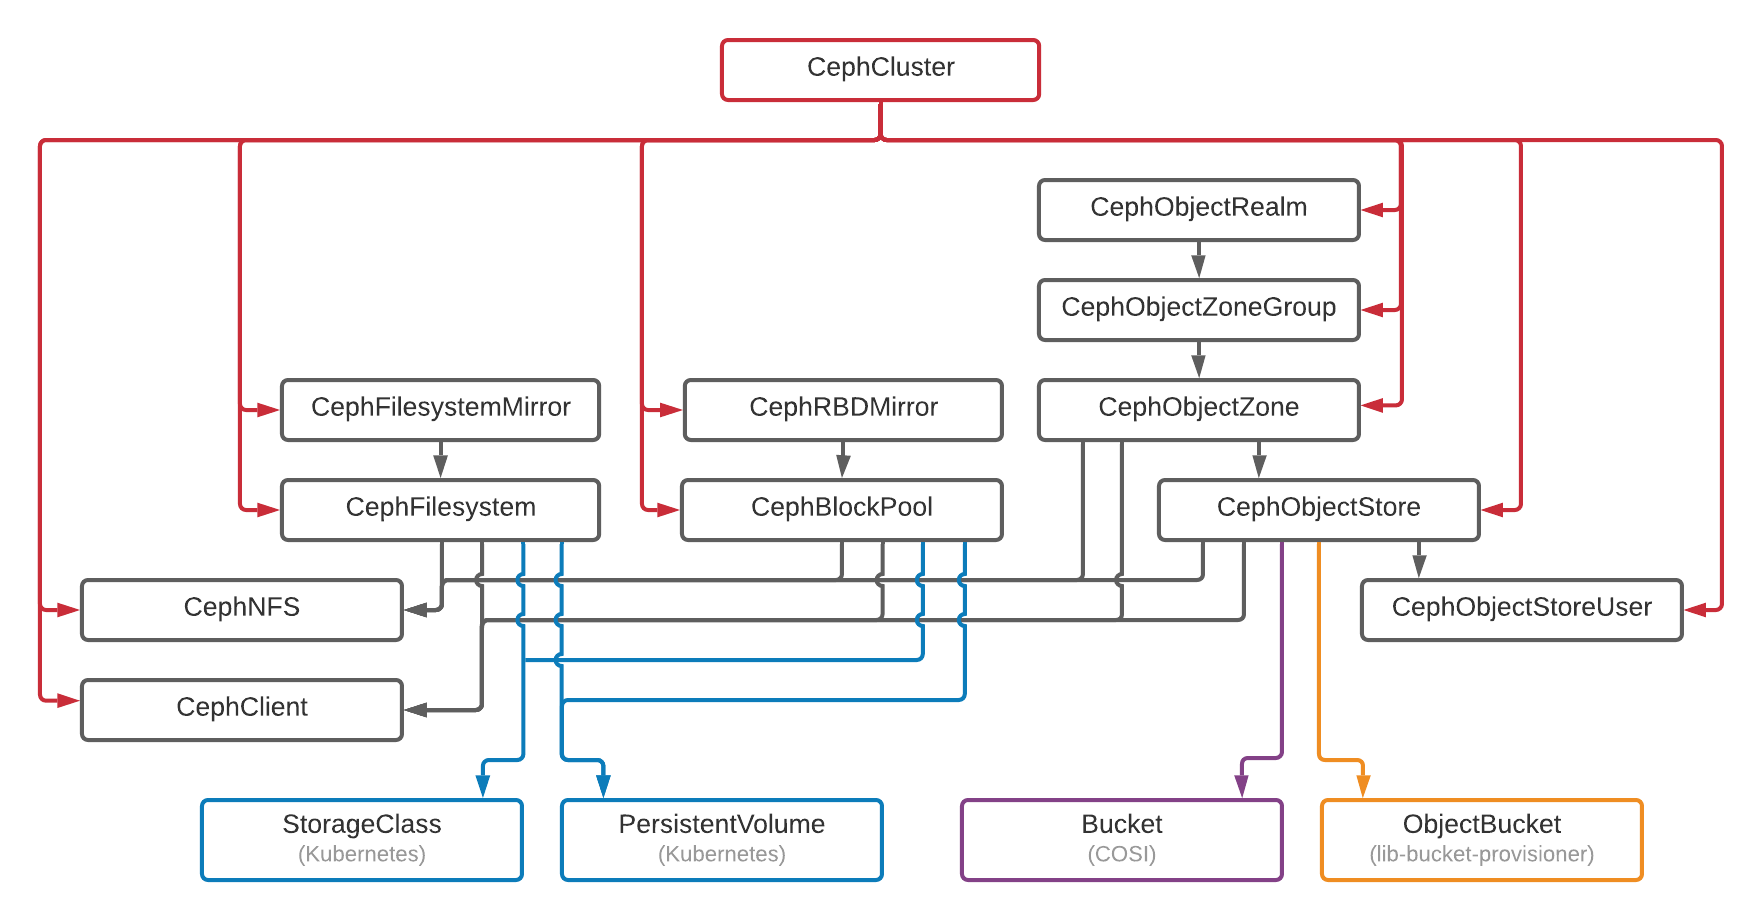 CephCluster
CephObjectRealm
CephObjectZoneGroup
CephFilesystemMirror
CephRBDMirror
CephObjectZone
CephFilesystem
CephBlockPool
CephObjectStore
CephNFS
CephObjectStoreUser
CephClient
StorageClass
(Kubernetes)
PersistentVolume
(Kubernetes)
Bucket
(COSI)
ObjectBucket
(lib-bucket-provisioner)